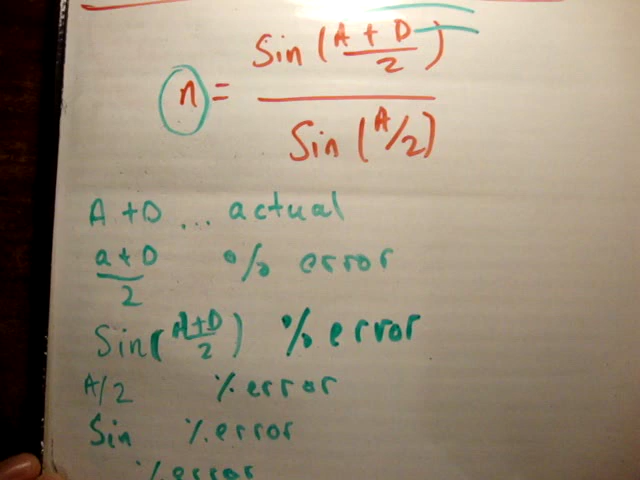 n = Sin (A + D / 2) / Sin (A/2)
A + D ... actual
a + D / 2 % error
Sin (A+D / 2) % error
A/2 % error
Sin % error
% error